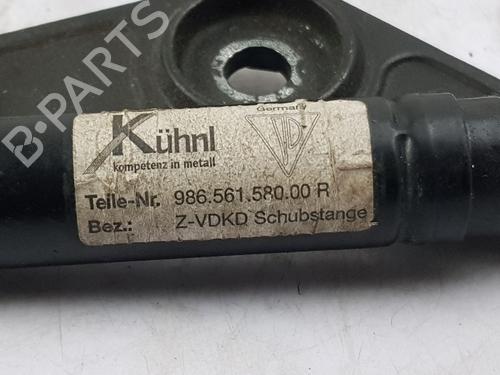 B-PARTS
Kühnl
kompetenz in metall
Germany
Teile-Nr. 986.561.580.00 R
Bez.: Z-VDKD Schubstange